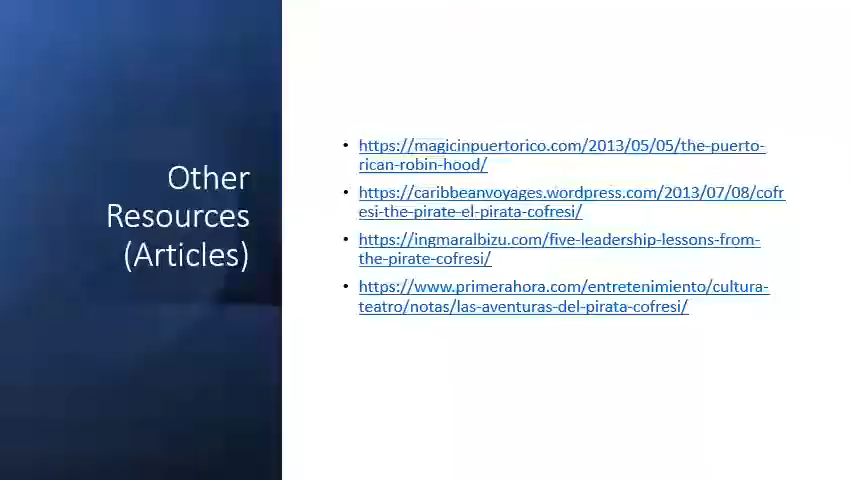 Other
Resources
(Articles)
• https://magicinpuertorico.com/2013/05/05/the-puerto-
rican-robin-hood/
• https://caribbeanvoyages.wordpress.com/2013/07/08/cofr
esi-the-pirate-el-pirata-cofresi/
• https://ingmaralbizu.com/five-leadership-lessons-from-
the-pirate-cofresi/
• https://www.primerahora.com/entretenimiento/cultura-
teatro/notas/las-aventuras-del-pirata-cofresi/